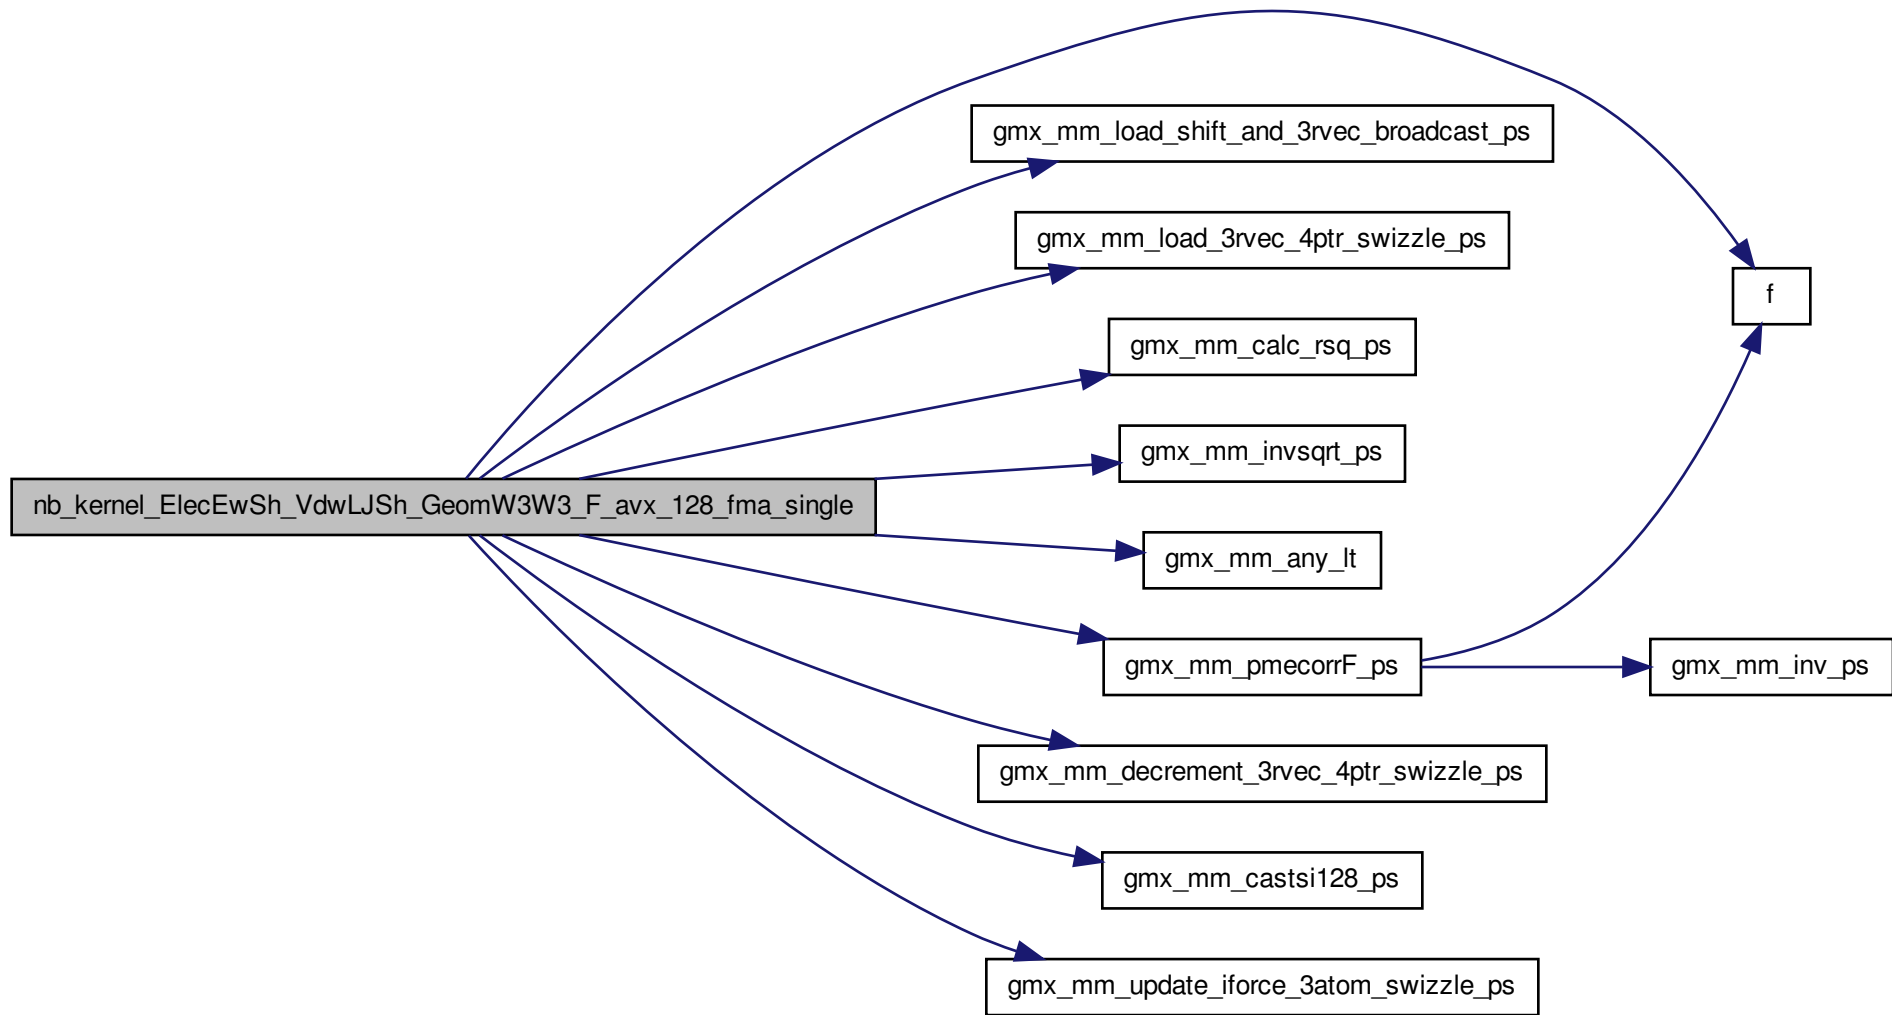 gmx_mm_load_shift_and_3rvec_broadcast_ps
gmx_mm_load_3rvec_4ptr_swizzle_ps
f
gmx_mm_calc_rsq_ps
gmx_mm_invsqrt_ps
nb_kernel_ElecEwSh_VdwLJSh_GeomW3W3_F_avx_128_fma_single
gmx_mm_any_lt
gmx_mm_pmecorrF_ps
gmx_mm_inv_ps
gmx_mm_decrement_3rvec_4ptr_swizzle_ps
gmx_mm_castsi128_ps
gmx_mm_update_iforce_3atom_swizzle_ps